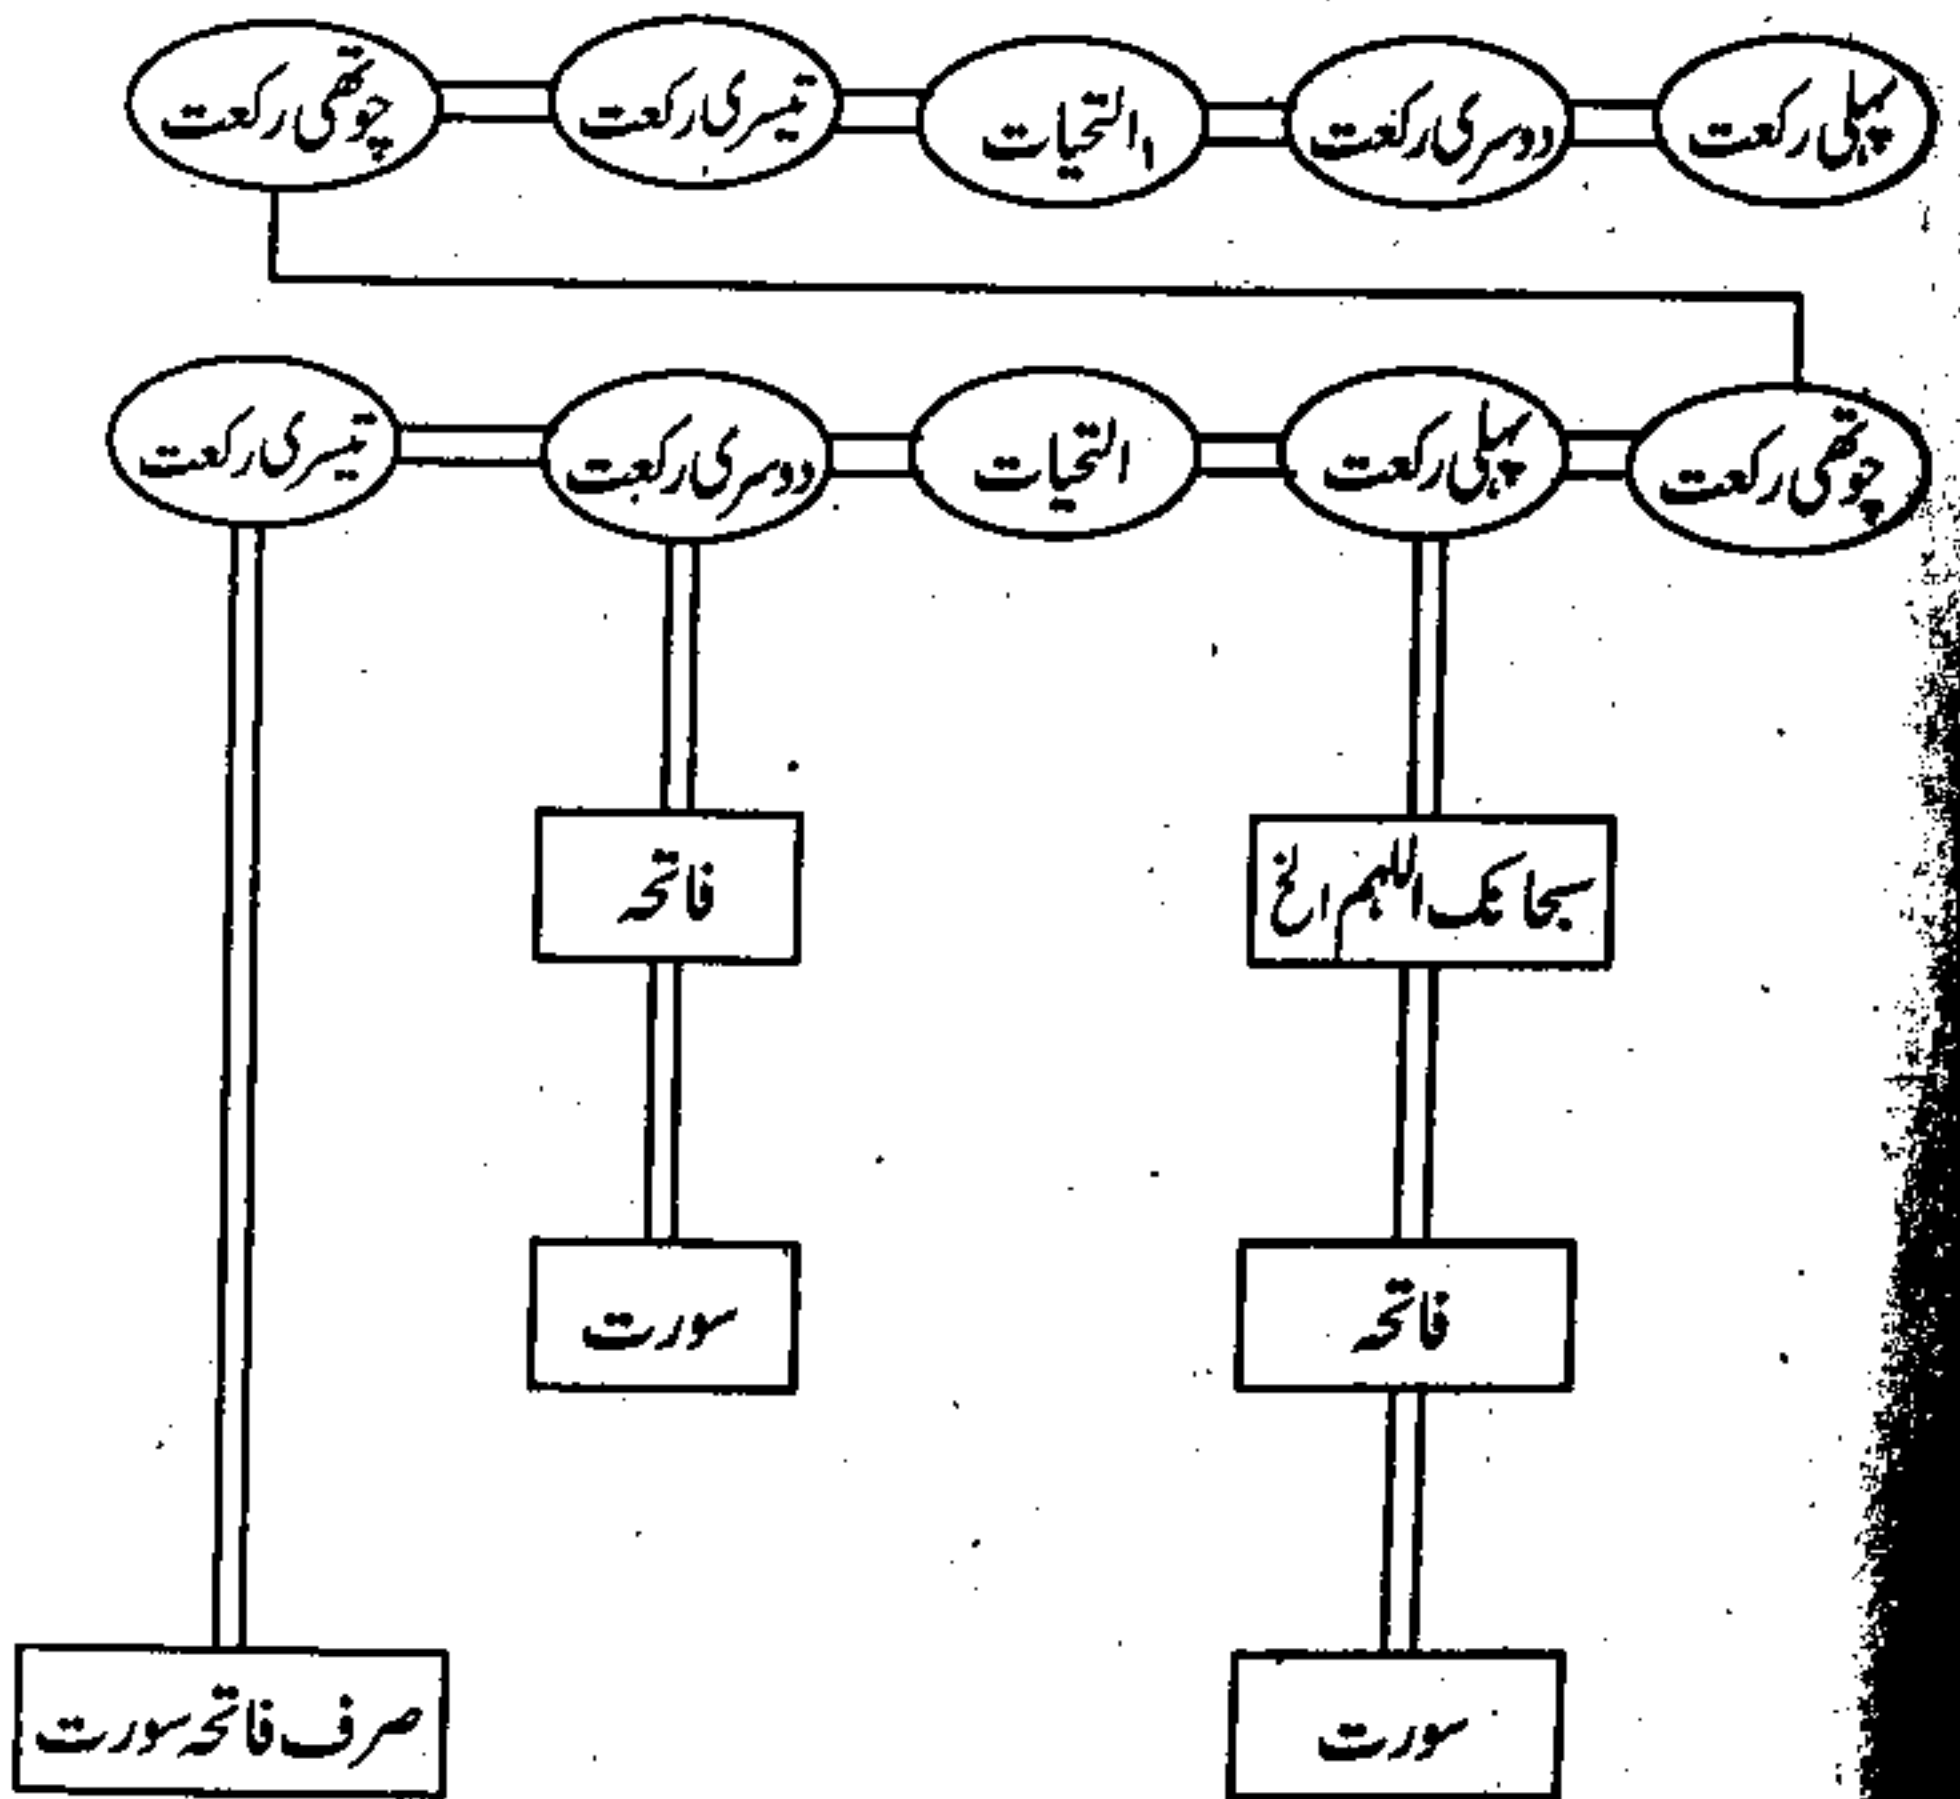 پہلی رکعت
دوسری رکعت
التحیات
تیسری رکعت
چوتھی رکعت
چوتھی رکعت
پہلی رکعت
التحیات
دوسری رکعت
تیسری رکعت
سبحانک اللہم الخ
فاتحہ
فاتحہ
سورت
سورت
صرف فاتحہ سورت